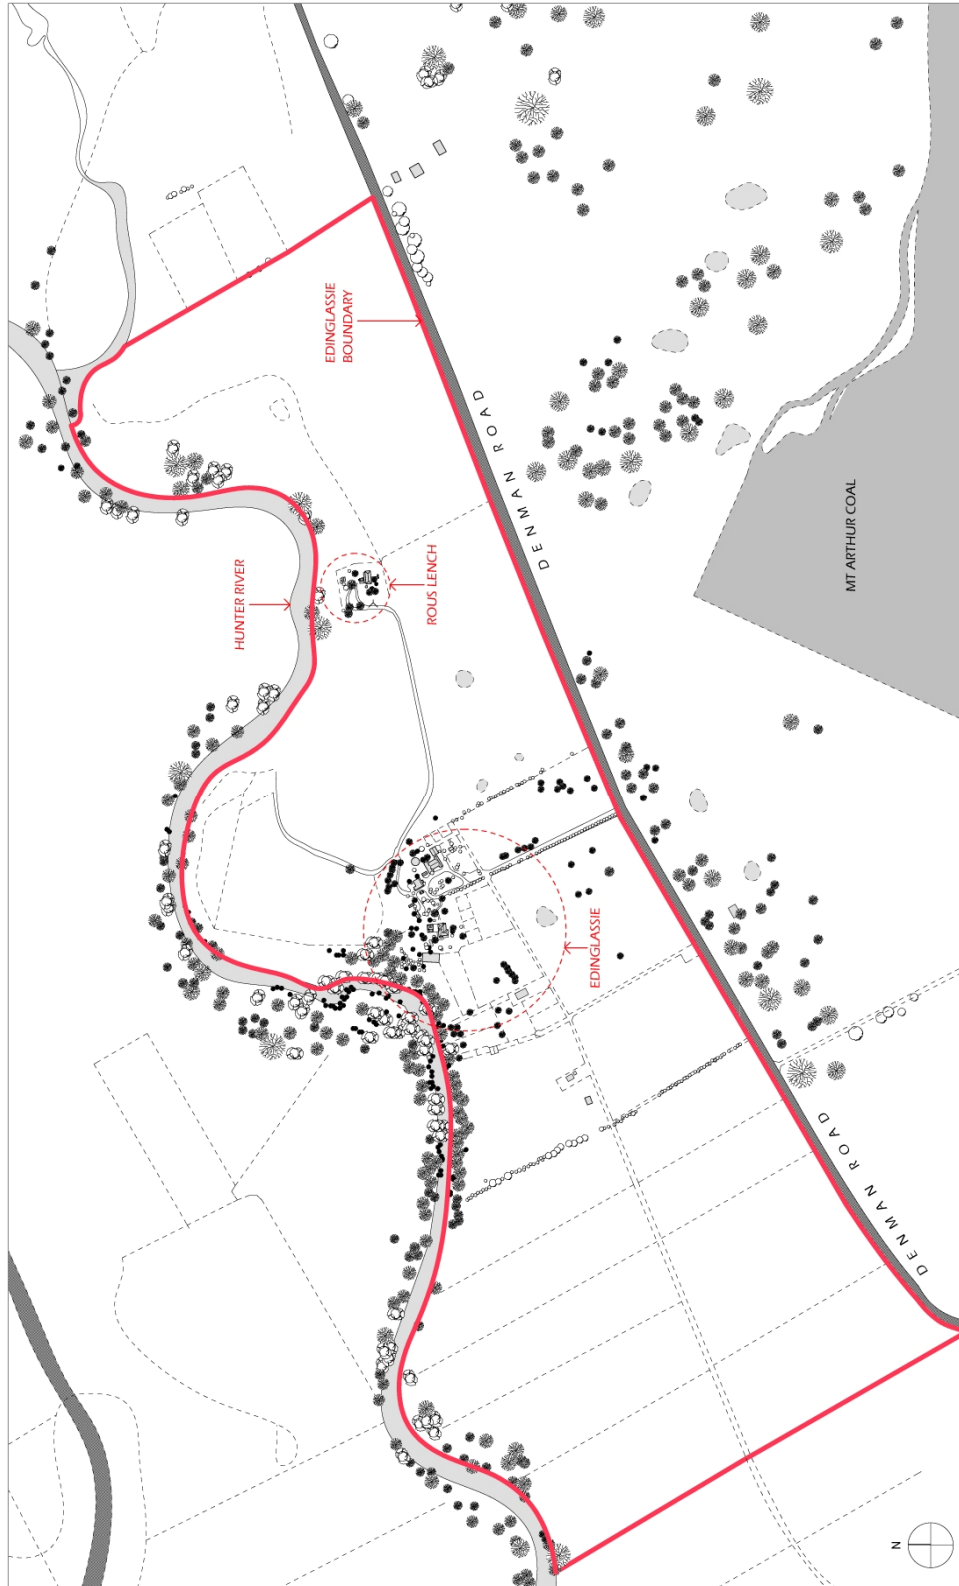 EDINGLASSIE
BOUNDARY
DENMAN ROAD
HUNTER RIVER
ROUS LENCH
MT ARTHUR COAL
EDINGLASSIE
DENMAN ROAD
N